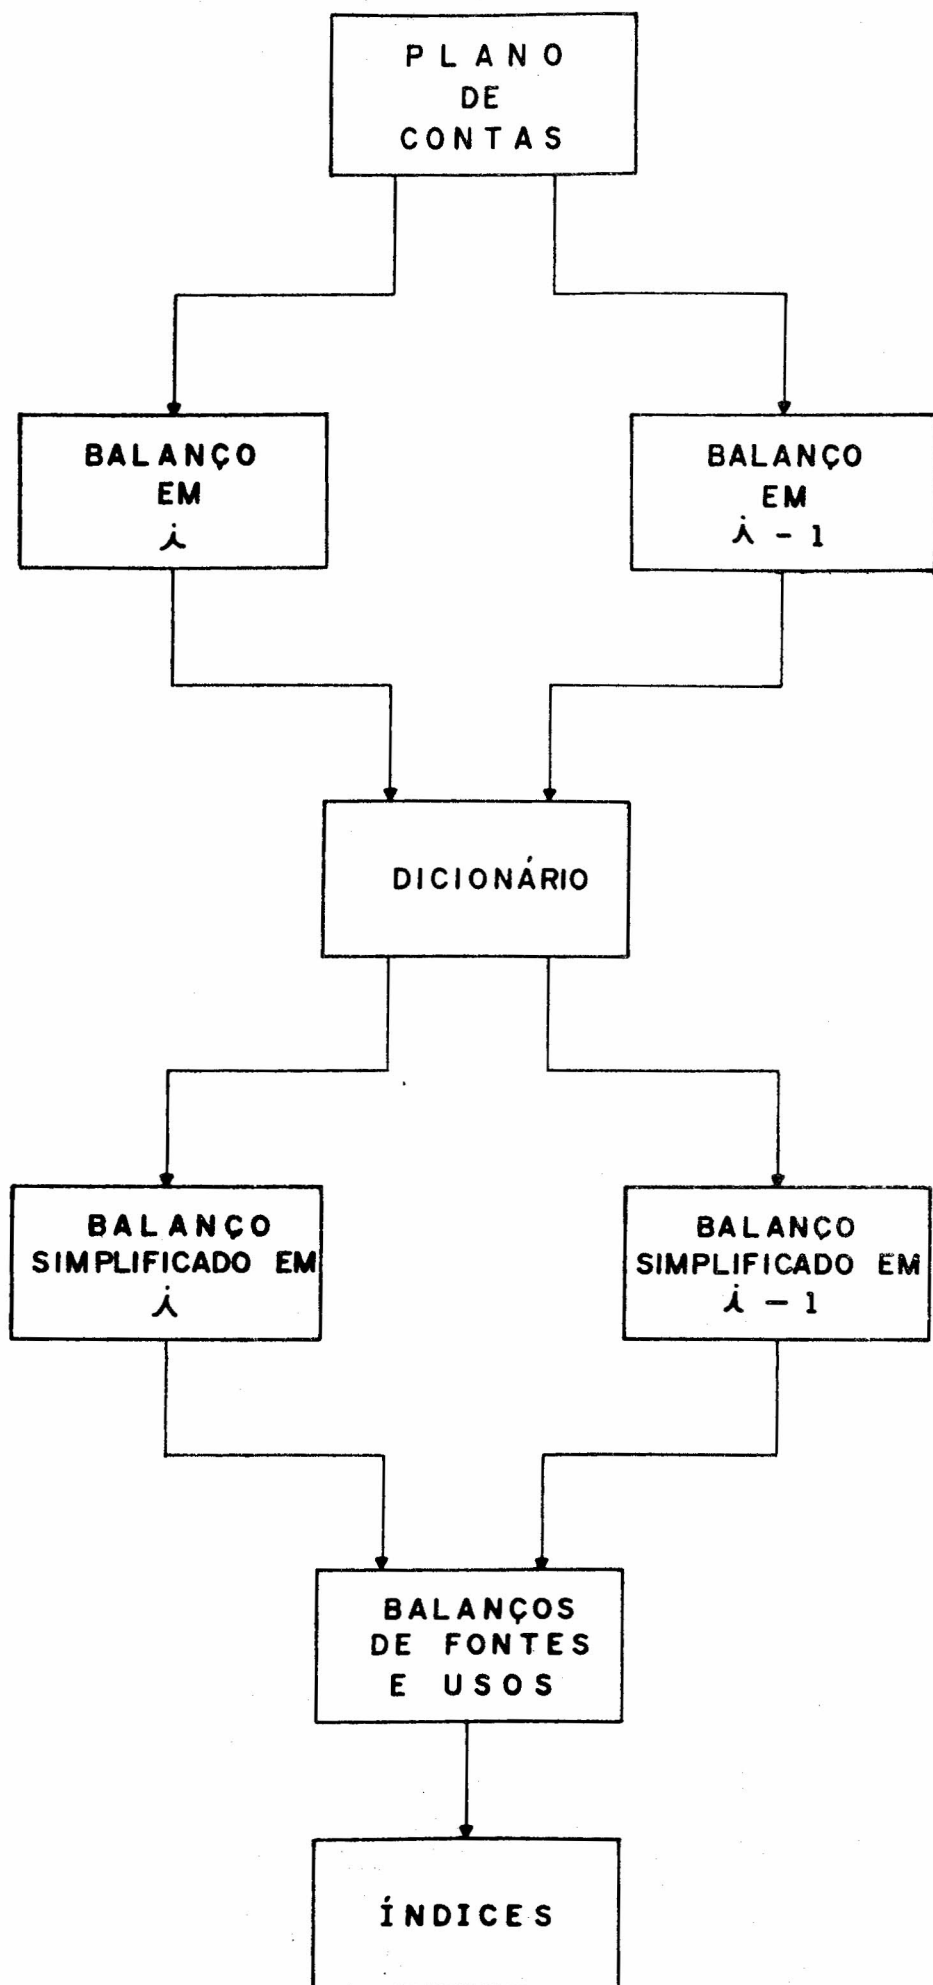 PLANO
DE
CONTAS
BALANÇO
EM
i
BALANÇO
EM
i - 1
DICIONÁRIO
BALANÇO
SIMPLIFICADO EM
i
BALANÇO
SIMPLIFICADO EM
i - 1
BALANÇOS
DE FONTES
E USOS
ÍNDICES